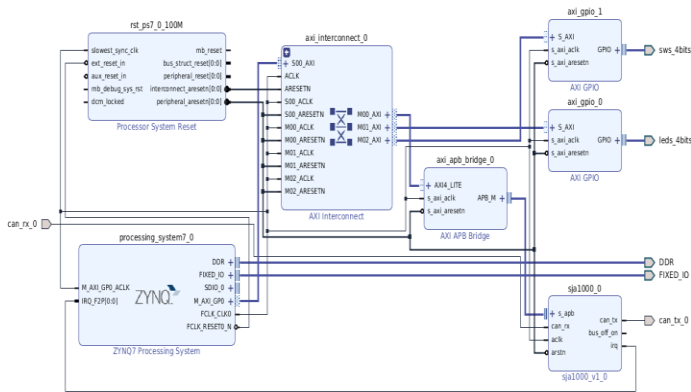 rst_ps7_0_100M
slowest_sync_clk
ext_reset_in
aux_reset_in
mb_debug_sys_rst
dcm_locked
mb_reset
bus_struct_reset[0:0]
peripheral_reset[0:0]
interconnect_aresetn[0:0]
peripheral_aresetn[0:0]
Processor System Reset
axi_interconnect_0
S00_AXI
ACLK
ARESETN
S00_ACLK
S00_ARESETN
M00_ACLK
M00_ARESETN
M01_ACLK
M01_ARESETN
M02_ACLK
M02_ARESETN
M00_AXI
M01_AXI
M02_AXI
AXI Interconnect
axi_gpio_1
S_AXI
s_axi_aclk
s_axi_aresetn
GPIO
AXI GPIO
sws_4bits
axi_gpio_0
S_AXI
s_axi_aclk
s_axi_aresetn
GPIO
AXI GPIO
leds_4bits
axi_apb_bridge_0
AXI4_LITE
s_axi_aclk
s_axi_aresetn
APB_M
AXI APB Bridge
can_rx_0
processing_system7_0
M_AXI_GP0_ACLK
IRQ_F2P[0:0]
ZYNQ
DDR
FIXED_IO
SDIO_0
M_AXI_GP0
FCLK_CLK0
FCLK_RESET0_N
ZYNQ7 Processing System
DDR
FIXED_IO
sja1000_0
s_apb
can_rx
aclk
arstn
can_tx
bus_off_on
irq
sja1000_v1_0
can_tx_0